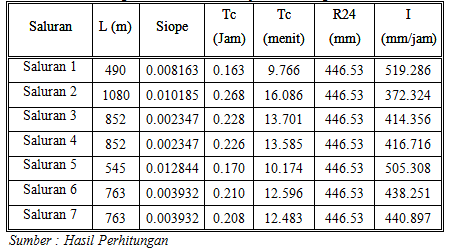 Saluran L (m) Siope Tc (Jam) Tc (menit) R24 (mm) I (mm/jam)
Saluran 1 490 0.008163 0.163 9.766 446.53 519.286
Saluran 2 1080 0.010185 0.268 16.086 446.53 372.324
Saluran 3 852 0.002347 0.228 13.701 446.53 414.356
Saluran 4 852 0.002347 0.226 13.585 446.53 416.716
Saluran 5 545 0.012844 0.170 10.174 446.53 505.308
Saluran 6 763 0.003932 0.210 12.596 446.53 438.251
Saluran 7 763 0.003932 0.208 12.483 446.53 440.897
Sumber : Hasil Perhitungan